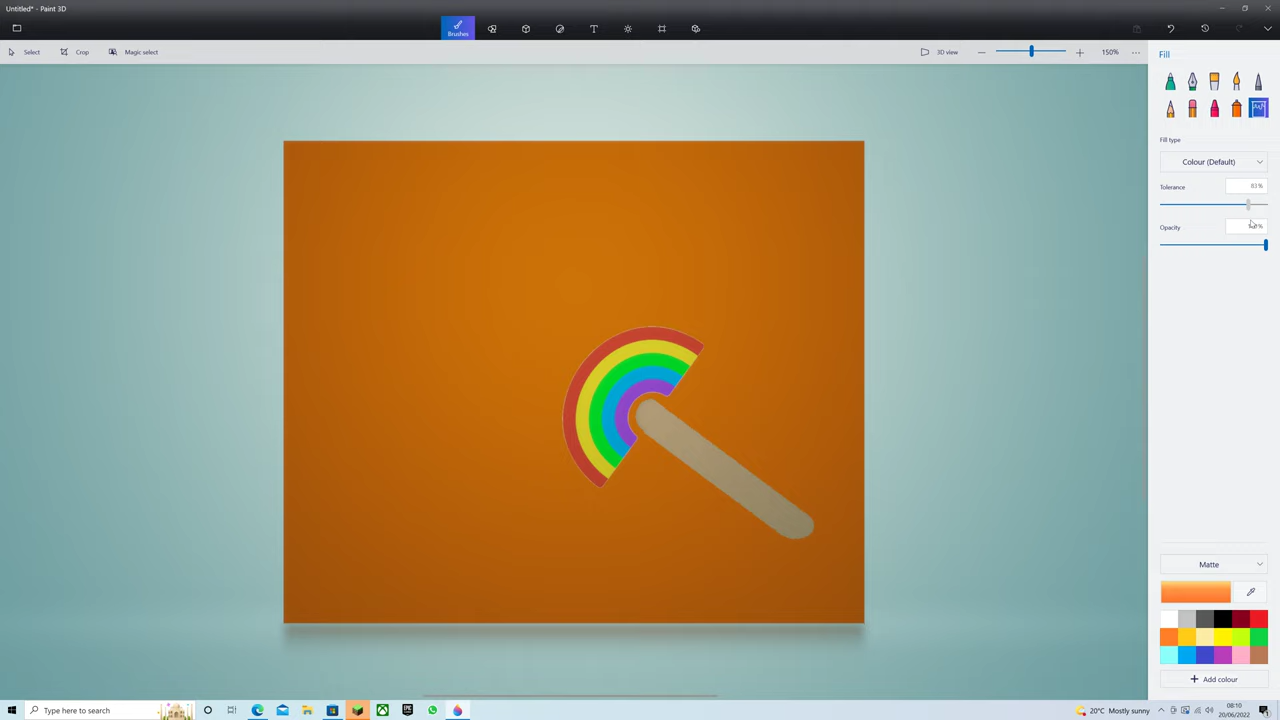 Untitled* - Paint 3D
Brushes
Select
Crop
Magic select
3D view
150%
Fill
Fill type
Colour (Default)
Tolerance
83%
Opacity
Matte
Add colour
Type here to search
20°C Mostly sunny
08:10
20/06/2022